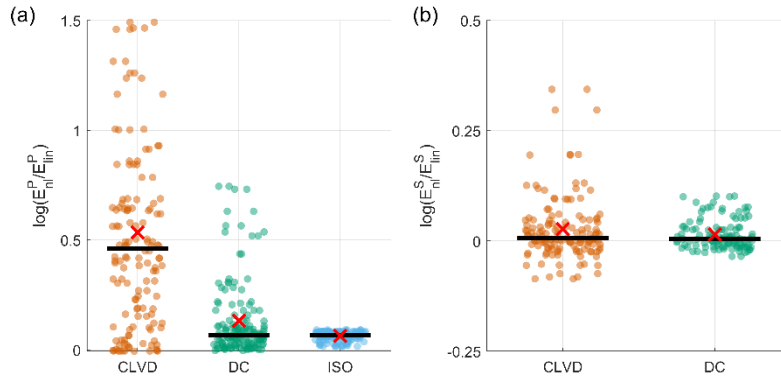 (a)
log(E^P_nl/E^P_lin)
1.5
1
0.5
0
CLVD DC ISO
(b)
log(E^S_nl/E^S_lin)
0.5
0.25
0
-0.25
CLVD DC